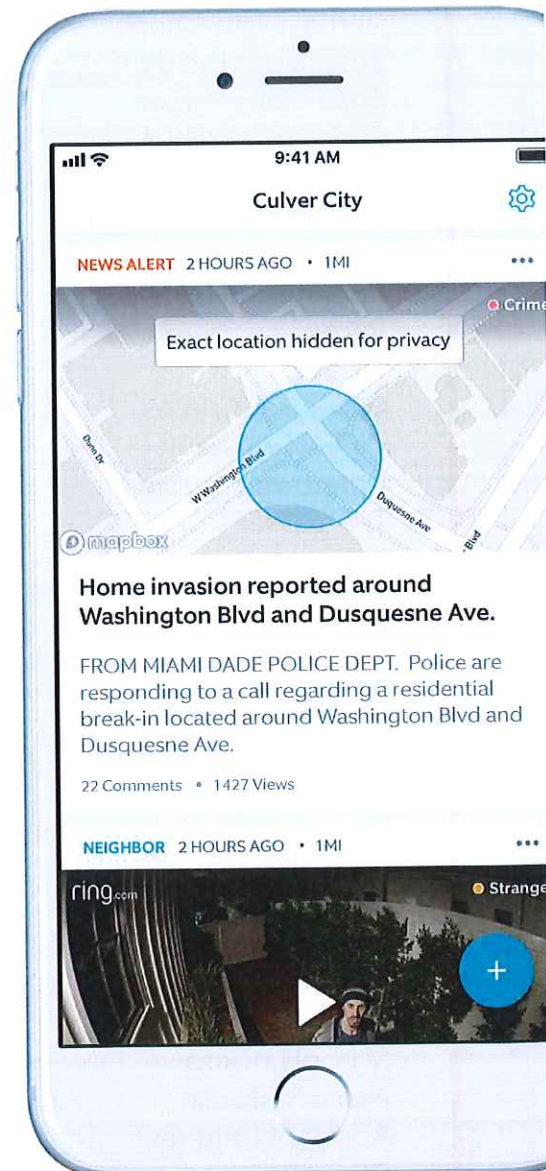 9:41 AM
Culver City
NEWS ALERT 2 HOURS AGO • 1MI •••
Crime
Exact location hidden for privacy
Dunn Dr
W Washington Blvd
Duquesne Ave
Blvd
mapbox
Home invasion reported around
Washington Blvd and Dusquesne Ave.
FROM MIAMI DADE POLICE DEPT. Police are
responding to a call regarding a residential
break-in located around Washington Blvd and
Dusquesne Ave.
22 Comments • 1427 Views
NEIGHBOR 2 HOURS AGO • 1MI •••
ring.com
Strange
+